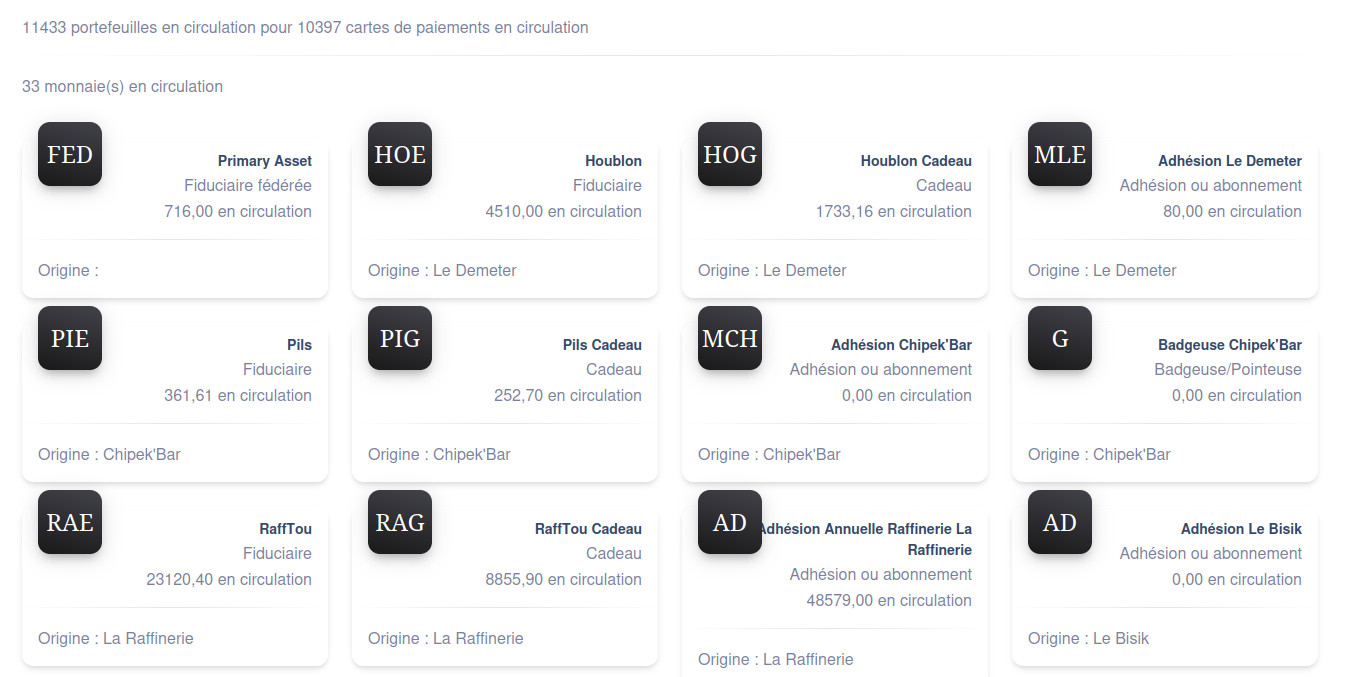 11433 portefeuilles en circulation pour 10397 cartes de paiements en circulation
33 monnaie(s) en circulation
FED
Primary Asset
Fiduciaire fédérée
716,00 en circulation
Origine :
HOE
Houblon
Fiduciaire
4510,00 en circulation
Origine : Le Demeter
HOG
Houblon Cadeau
Cadeau
1733,16 en circulation
Origine : Le Demeter
MLE
Adhésion Le Demeter
Adhésion ou abonnement
80,00 en circulation
Origine : Le Demeter
PIE
Pils
Fiduciaire
361,61 en circulation
Origine : Chipek'Bar
PIG
Pils Cadeau
Cadeau
252,70 en circulation
Origine : Chipek'Bar
MCH
Adhésion Chipek'Bar
Adhésion ou abonnement
0,00 en circulation
Origine : Chipek'Bar
G
Badgeuse Chipek'Bar
Badgeuse/Pointeuse
0,00 en circulation
Origine : Chipek'Bar
RAE
RaffTou
Fiduciaire
23120,40 en circulation
Origine : La Raffinerie
RAG
RaffTou Cadeau
Cadeau
8855,90 en circulation
Origine : La Raffinerie
AD
Adhésion Annuelle Raffinerie La
Raffinerie
Adhésion ou abonnement
48579,00 en circulation
Origine : La Raffinerie
AD
Adhésion Le Bisik
Adhésion ou abonnement
0,00 en circulation
Origine : Le Bisik